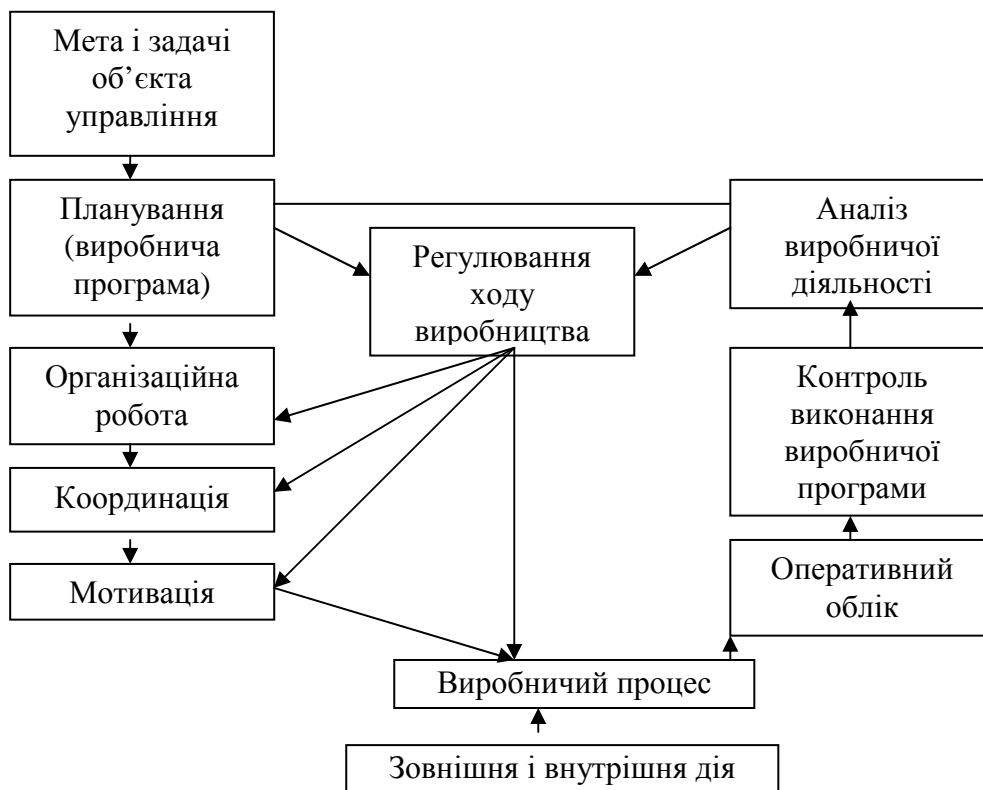 Мета і задачі
об’єкта
управління
Планування
(виробнича
програма)
Регулювання
ходу
виробництва
Аналіз
виробничої
діяльності
Організаційна
робота
Контроль
виконання
виробничої
програми
Координація
Оперативний
облік
Мотивація
Виробничий процес
Зовнішня і внутрішня дія